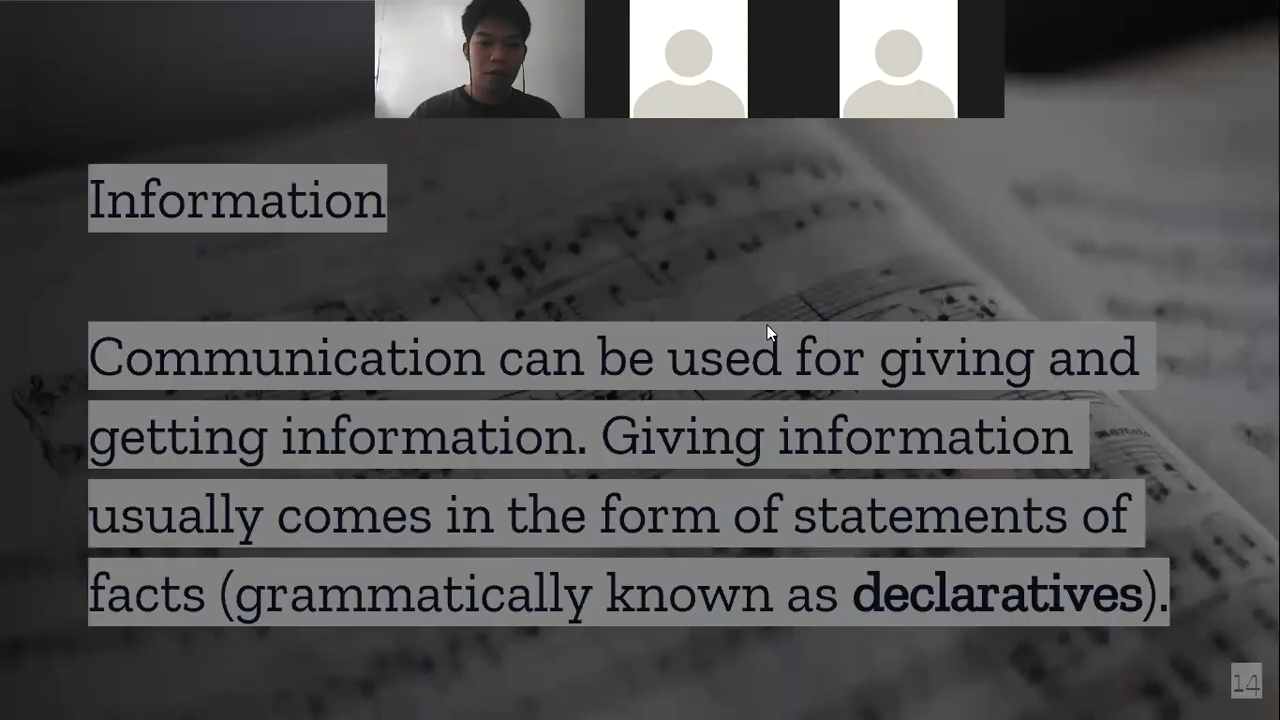 Information
Communication can be used for giving and
getting information. Giving information
usually comes in the form of statements of
facts (grammatically known as declaratives).
14